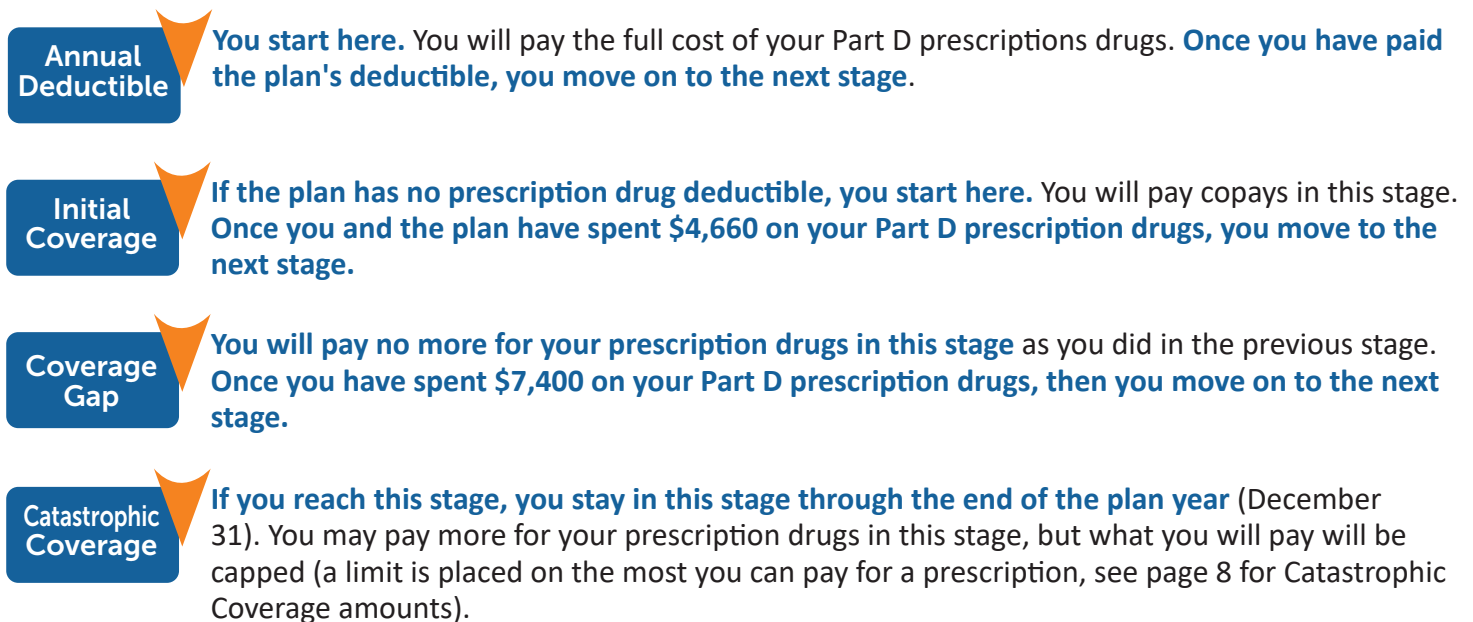 Annual
Deductible
You start here. You will pay the full cost of your Part D prescriptions drugs. Once you have paid
the plan's deductible, you move on to the next stage.
Initial
Coverage
If the plan has no prescription drug deductible, you start here. You will pay copays in this stage.
Once you and the plan have spent $4,660 on your Part D prescription drugs, you move to the
next stage.
Coverage
Gap
You will pay no more for your prescription drugs in this stage as you did in the previous stage.
Once you have spent $7,400 on your Part D prescription drugs, then you move on to the next
stage.
Catastrophic
Coverage
If you reach this stage, you stay in this stage through the end of the plan year (December
31). You may pay more for your prescription drugs in this stage, but what you will pay will be
capped (a limit is placed on the most you can pay for a prescription, see page 8 for Catastrophic
Coverage amounts).